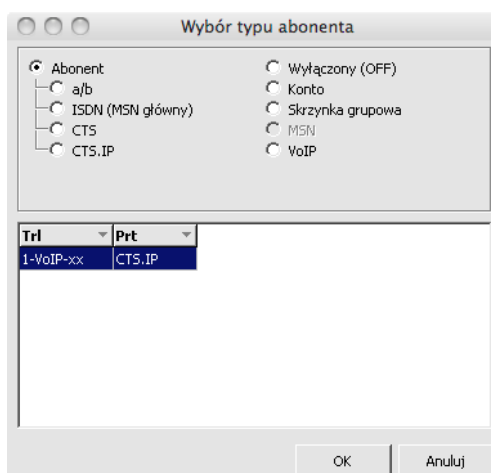 Wybór typu abonenta
Abonent
a/b
ISDN (MSN główny)
CTS
CTS.IP
Wyłączony (OFF)
Konto
Skrzynka grupowa
MSN
VoIP
Trl Prt
1-VoIP-xx CTS.IP
OK Anuluj